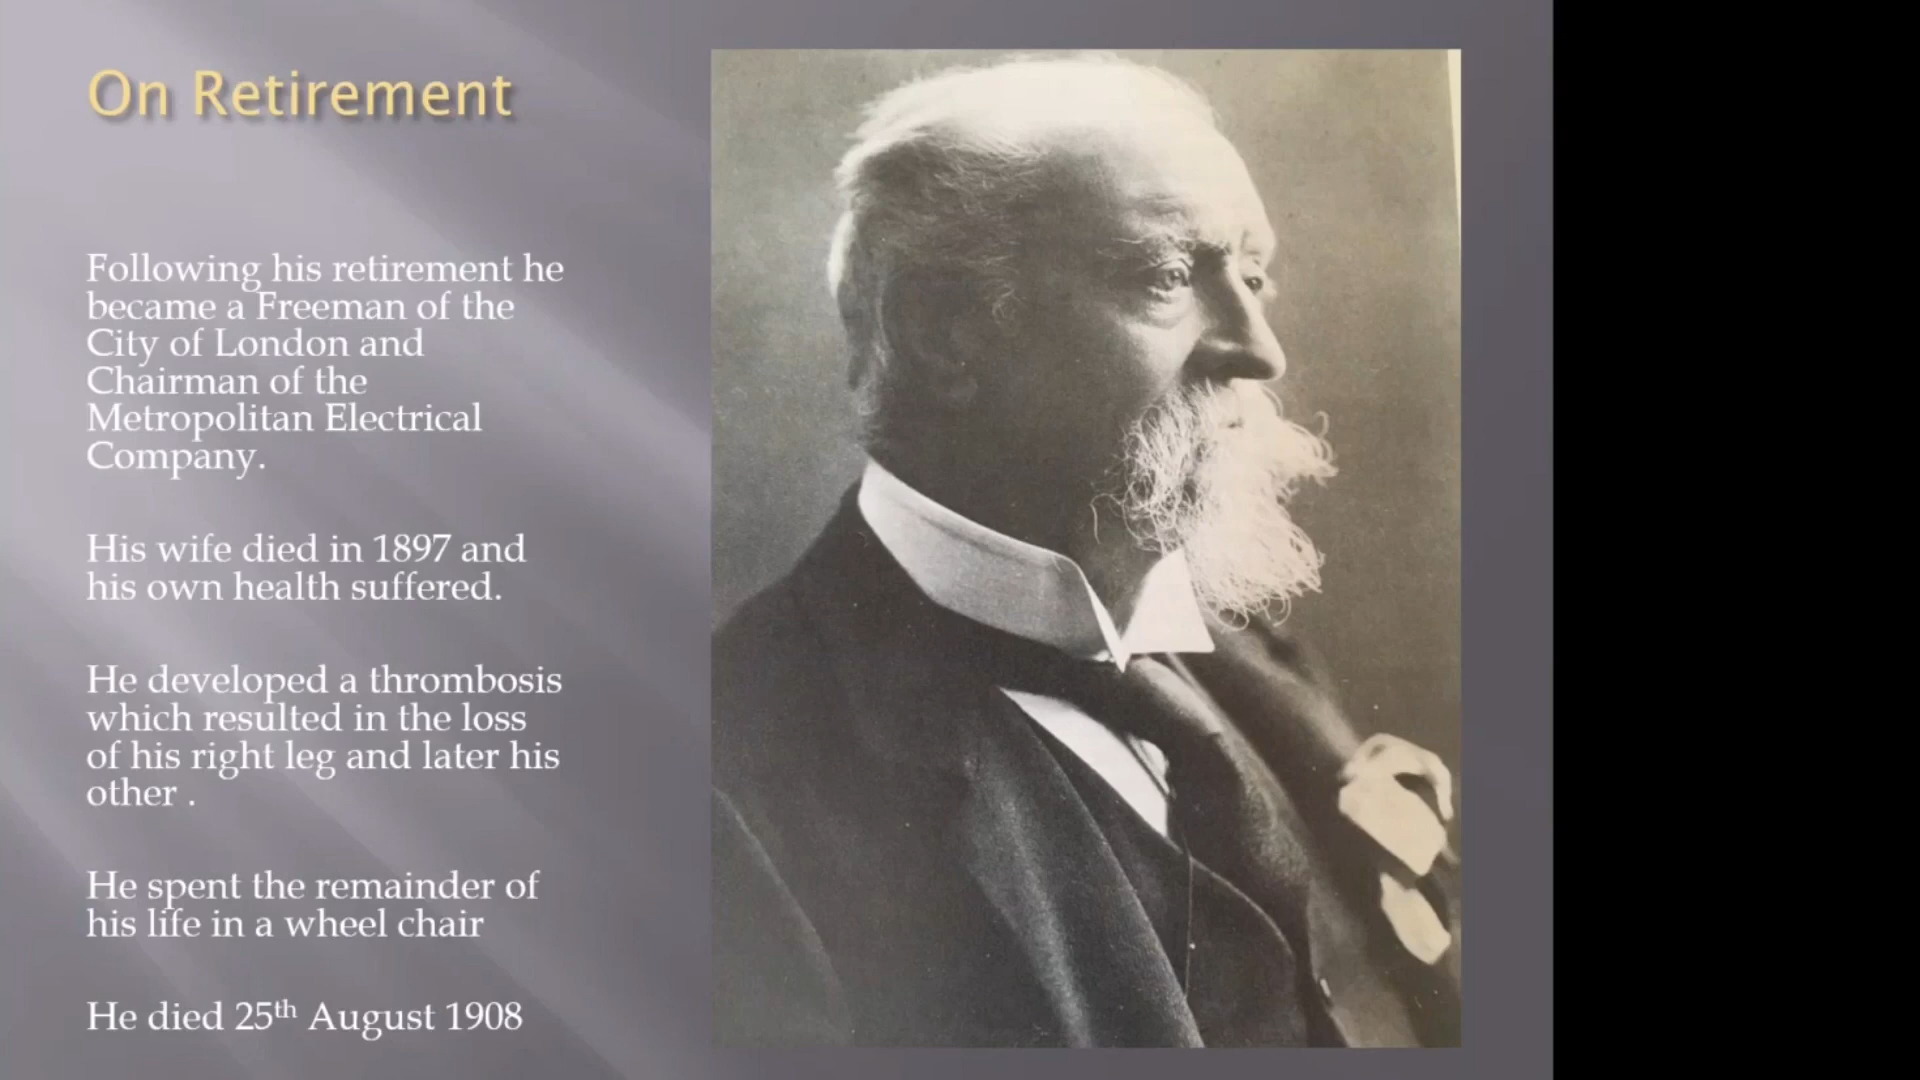 On Retirement
Following his retirement he
became a Freeman of the
City of London and
Chairman of the
Metropolitan Electrical
Company.
His wife died in 1897 and
his own health suffered.
He developed a thrombosis
which resulted in the loss
of his right leg and later his
other .
He spent the remainder of
his life in a wheel chair
He died 25th August 1908